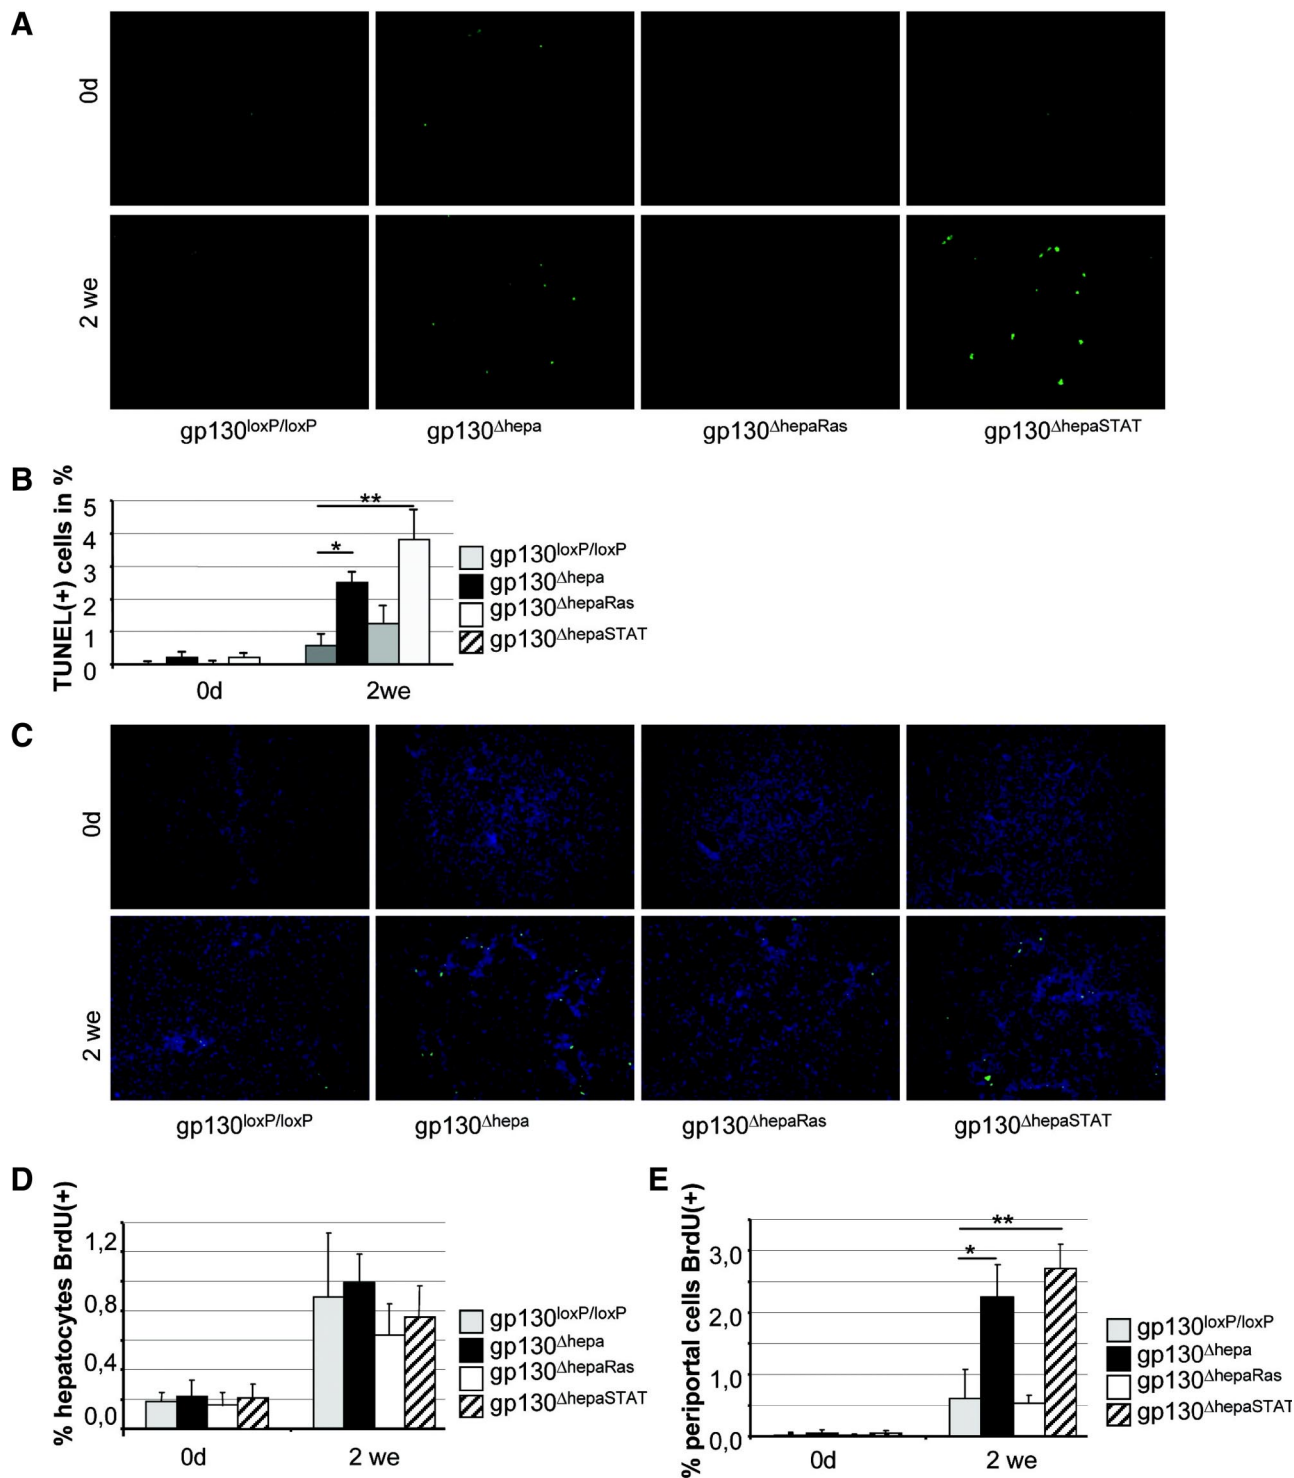 A
0d
2 we
gp130loxP/loxP gp130Δhepa gp130ΔhepaRas gp130ΔhepaSTAT
B
TUNEL(+) cells in %
5
4
3
2
1
0
** 
*
0d 2we
gp130loxP/loxP
gp130Δhepa
gp130ΔhepaRas
gp130ΔhepaSTAT
C
0d
2 we
gp130loxP/loxP gp130Δhepa gp130ΔhepaRas gp130ΔhepaSTAT
D
% hepatocytes BrdU(+)
1,2
0,8
0,4
0,0
0d 2 we
gp130loxP/loxP
gp130Δhepa
gp130ΔhepaRas
gp130ΔhepaSTAT
E
% periportal cells BrdU(+)
3,0
2,0
1,0
0,0
**
*
0d 2 we
gp130loxP/loxP
gp130Δhepa
gp130ΔhepaRas
gp130ΔhepaSTAT